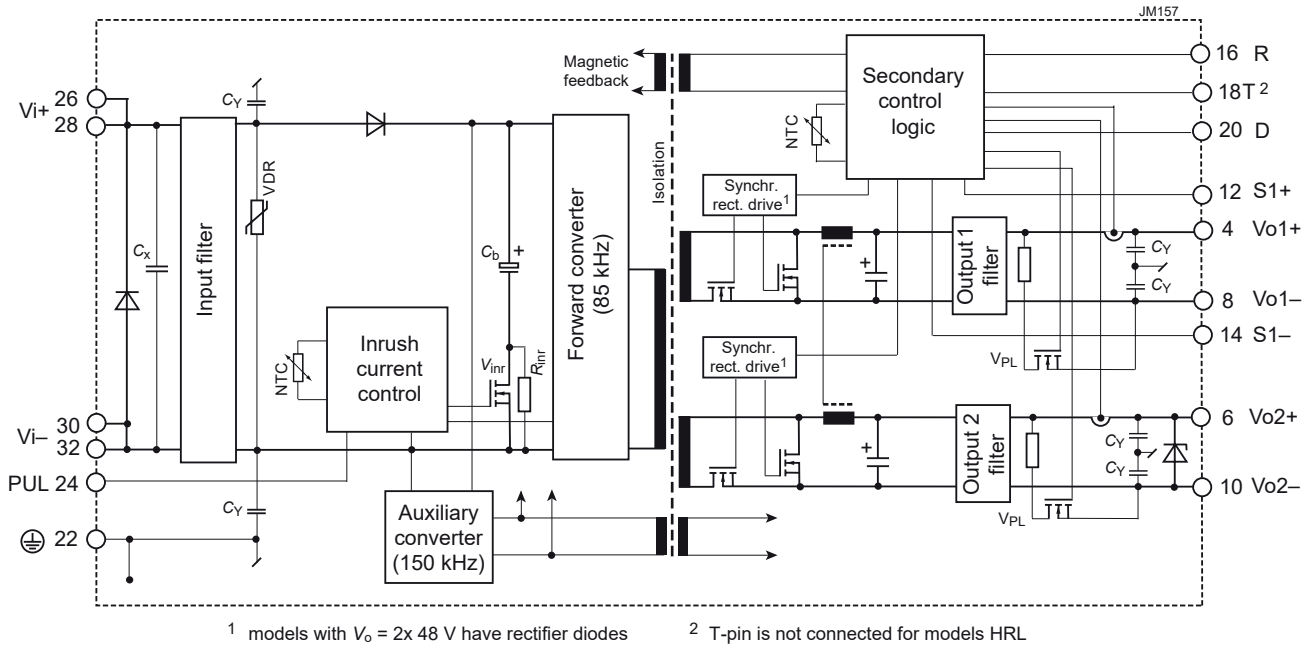 JM157
Magnetic
feedback
Secondary
control
logic
16 R
18 T 2
20 D
12 S1+
4 Vo1+
8 Vo1–
14 S1–
6 Vo2+
10 Vo2–
26
Vi+
28
30
Vi–
32
PUL 24
22
CY
VDR
Cx
Input filter
NTC
Inrush
current
control
Cb
+
Vinr
Rinr
Forward converter
(85 kHz)
CY
Auxiliary
converter
(150 kHz)
Isolation
NTC
Synchr.
rect. drive1
+
Output 1
filter
CY
CY
VPL
Synchr.
rect. drive1
+
Output 2
filter
CY
CY
VPL
1 models with Vo = 2x 48 V have rectifier diodes
2 T-pin is not connected for models HRL